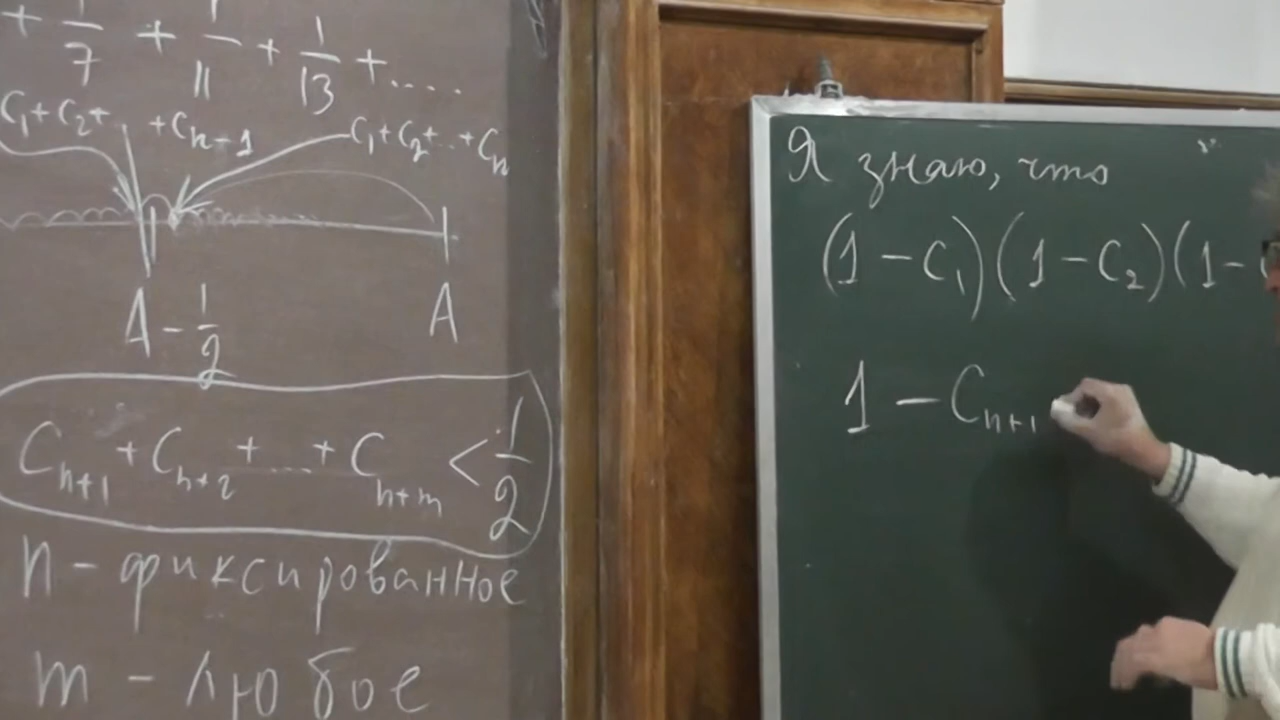 + 1/7 + 1/11 + 1/13 + ....
C₁+C₂+ +Cₙ₋₁
C₁+C₂+..+Cₙ
A - 1/2
A
Cₙ₊₁ + Cₙ₊₂ + ... + Cₙ₊ₘ < 1/2
n - фиксированное
m - любое
Я знаю, что
(1 - C₁)(1 - C₂)(1 -
1 - Cₙ₊₁